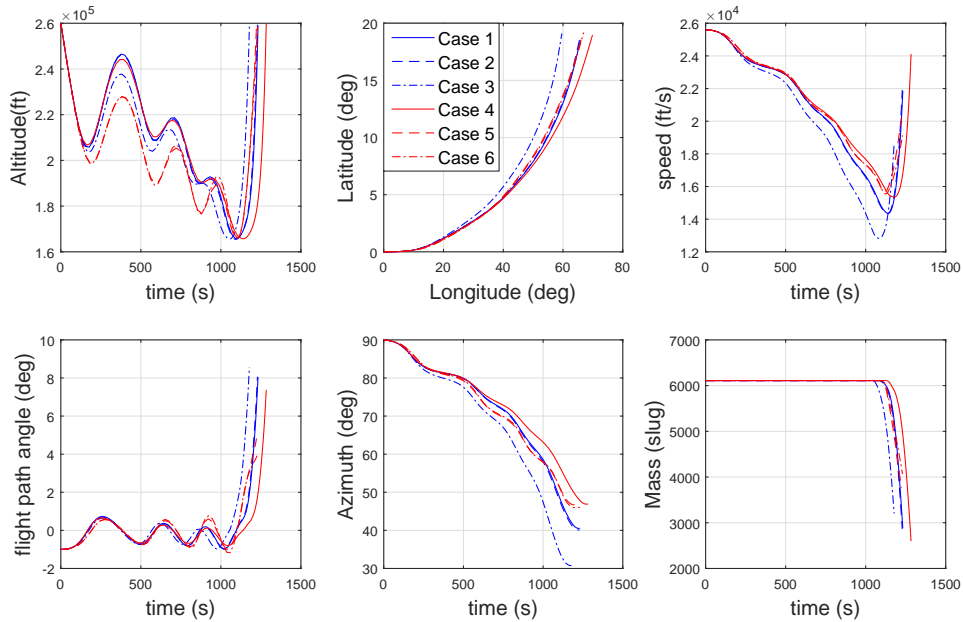 ×10^5
2.6
2.4
2.2
2
1.8
1.6
0 500 1000 1500
Altitude(ft)
time (s)
20
15
10
5
0
0 20 40 60 80
Latitude (deg)
Longitude (deg)
Case 1
Case 2
Case 3
Case 4
Case 5
Case 6
×10^4
2.6
2.4
2.2
2
1.8
1.6
1.4
1.2
0 500 1000 1500
speed (ft/s)
time (s)
10
8
6
4
2
0
-2
0 500 1000 1500
flight path angle (deg)
time (s)
90
80
70
60
50
40
30
0 500 1000 1500
Azimuth (deg)
time (s)
7000
6000
5000
4000
3000
2000
0 500 1000 1500
Mass (slug)
time (s)